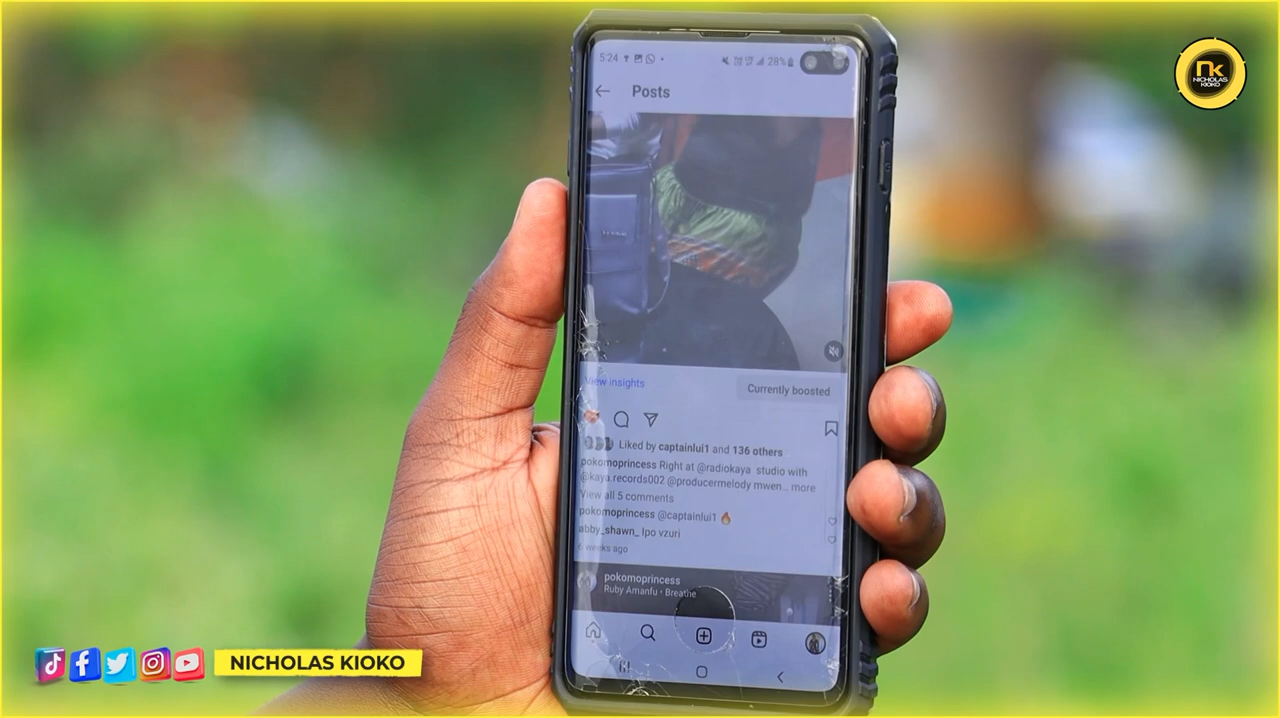 5:24
28%
Posts
NK
NICHOLAS
KIOKO
View insights
Currently boosted
Liked by captainlui1 and 136 others
pokomoprincess Right at @radiokaya studio with
@kaya.records002 @producermelody mwen... more
View all 5 comments
pokomoprincess @captainlui1 🔥
abby_shawn_ Ipo vzuri
6 weeks ago
pokomoprincess
Ruby Amanfu • Breathe
NICHOLAS KIOKO